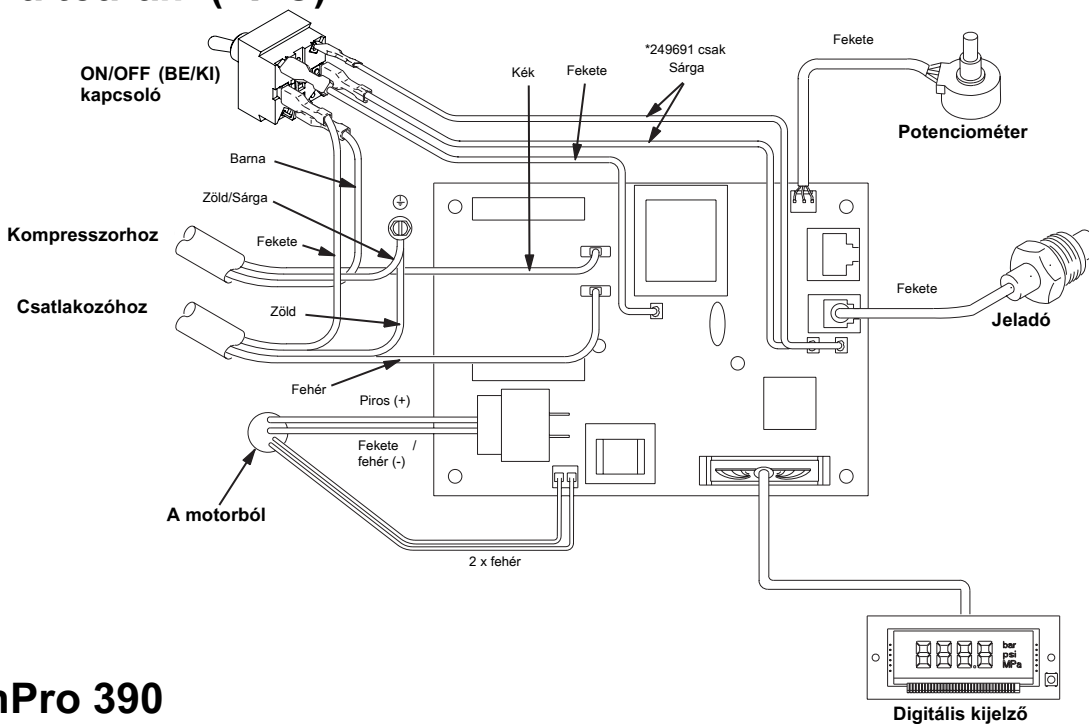 *249691 csak
Sárga
Fekete
Kék
Fekete
ON/OFF (BE/KI)
kapcsoló
Potenciométer
Barna
Zöld/Sárga
Kompresszorhoz
Fekete
Csatlakozóhoz
Zöld
Fekete
Jeladó
Fehér
Piros (+)
Fekete /
fehér (-)
A motorból
2 x fehér
bar
psi
MPa
Pro 390
Digitális kijelző